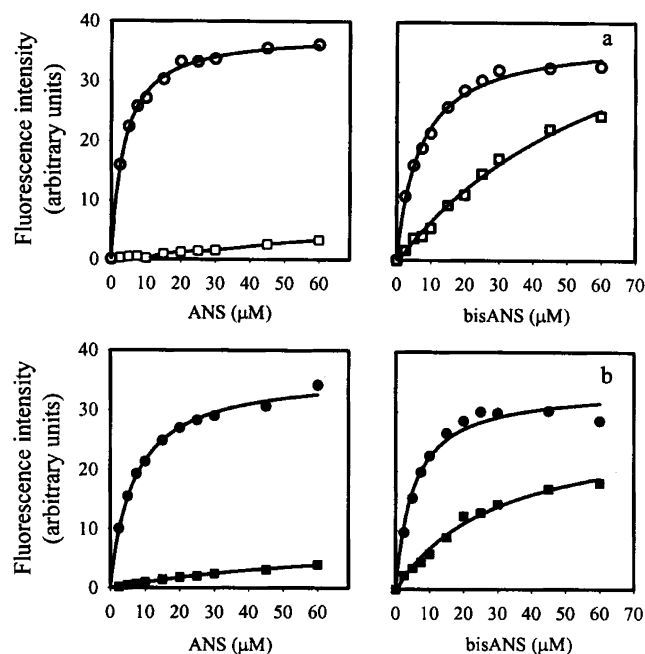 Fluorescence intensity
(arbitrary units)
40
30
20
10
0
0 10 20 30 40 50 60
ANS (μM)
a
0 10 20 30 40 50 60 70
bisANS (μM)
Fluorescence intensity
(arbitrary units)
40
30
20
10
0
0 10 20 30 40 50 60
ANS (μM)
b
0 10 20 30 40 50 60 70
bisANS (μM)